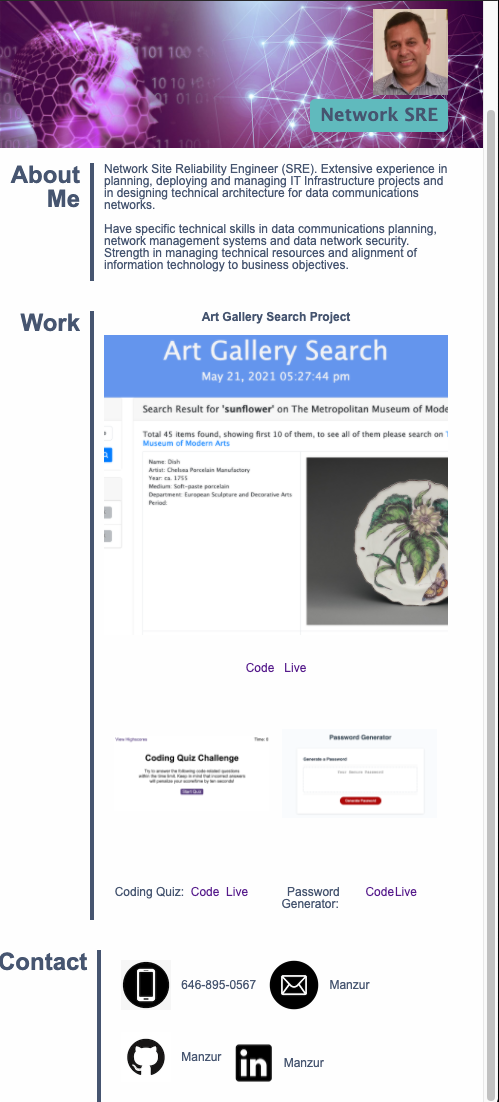 Network SRE
About
Me
Network Site Reliability Engineer (SRE). Extensive experience in
planning, deploying and managing IT Infrastructure projects and
in designing technical architecture for data communications
networks.
Have specific technical skills in data communications planning,
network management systems and data network security.
Strength in managing technical resources and alignment of
information technology to business objectives.
Work
Art Gallery Search Project
Art Gallery Search
May 21, 2021 05:27:44 pm
Search Result for 'sunflower' on The Metropolitan Museum of Mode
Total 45 items found, showing first 10 of them, to see all of them please search on
Museum of Modern Arts
Name: Dish
Artist: Chelsea Porcelain Manufactory
Year: ca. 1755
Medium: Soft-paste porcelain
Department: European Sculpture and Decorative Arts
Period:
Code Live
View Highscores Time: 0
Coding Quiz Challenge
Try to answer the following code-related questions
within the time limit. Keep in mind that incorrect answers
will penalize your score/time by ten seconds!
Start Quiz
Password Generator
Generate a Password
Your Secure Password
Generate Password
Coding Quiz: Code Live
Password
Generator:
CodeLive
Contact
646-895-0567
Manzur
Manzur
in
Manzur